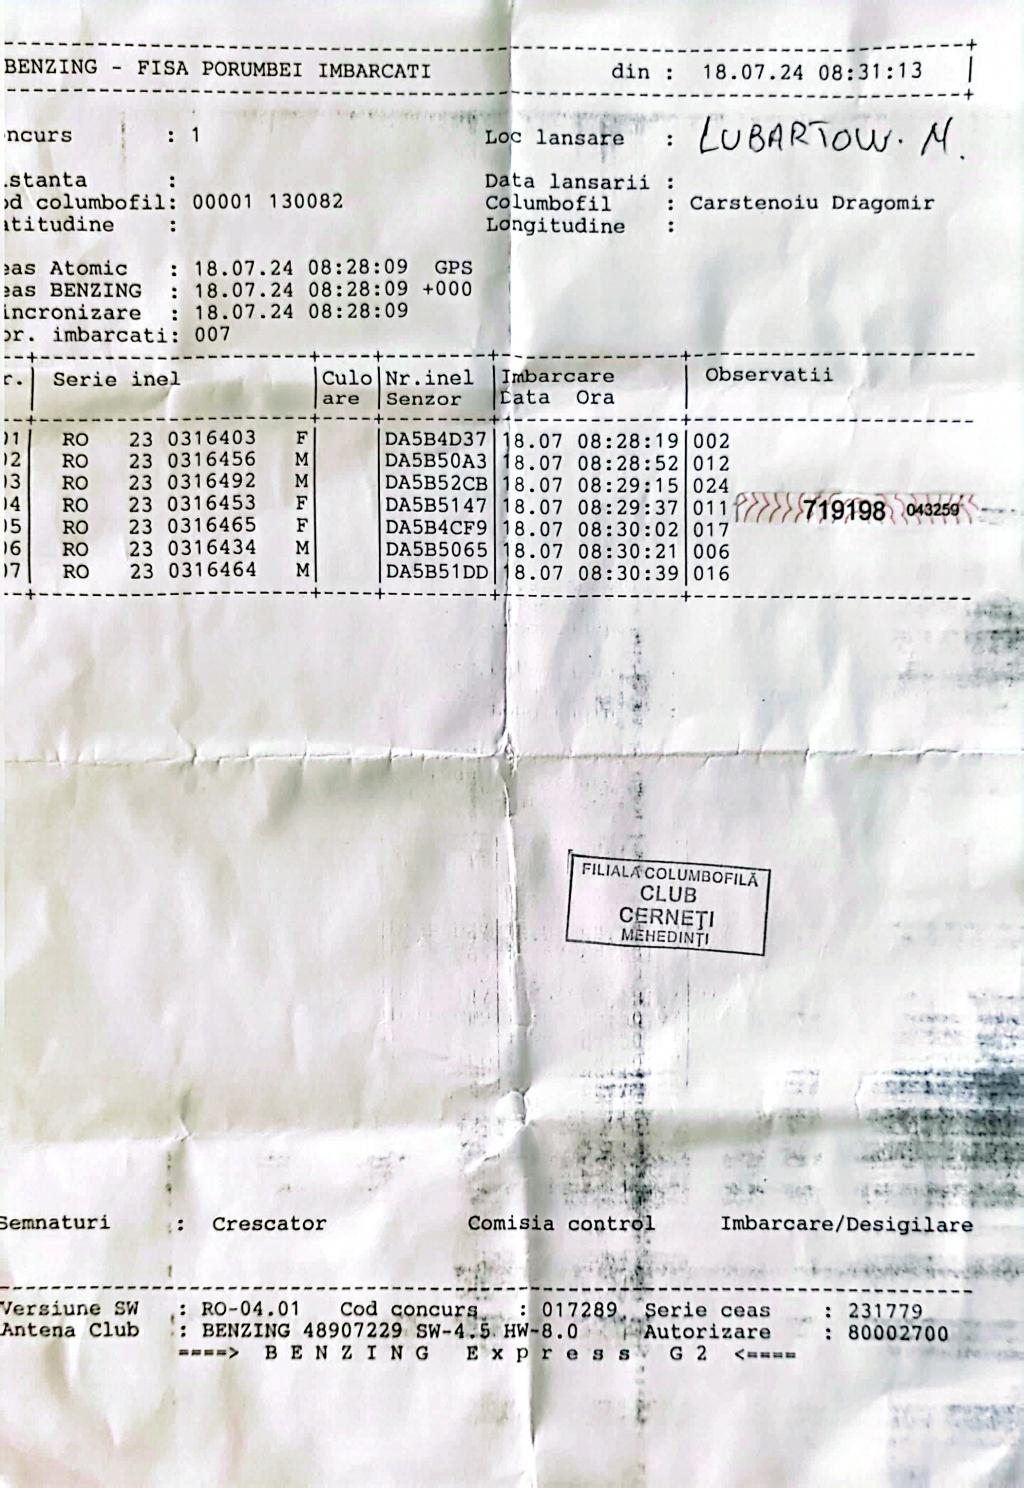 BENZING - FISA PORUMBEI IMBARCATI din : 18.07.24 08:31:13
ncurs : 1 Loc lansare : LUBARTOW. M.
stanta : Data lansarii :
od columbofil: 00001 130082 Columbofil : Carstenoiu Dragomir
atitudine : Longitudine :
eas Atomic : 18.07.24 08:28:09 GPS
eas BENZING : 18.07.24 08:28:09 +000
incronizare : 18.07.24 08:28:09
or. imbarcati: 007
r. Serie inel Culo Nr.inel Imbarcare Observatii
are Senzor Data Ora
01 RO 23 0316403 F DA5B4D37 18.07 08:28:19 002
02 RO 23 0316456 M DA5B50A3 18.07 08:28:52 012
03 RO 23 0316492 M DA5B52CB 18.07 08:29:15 024
04 RO 23 0316453 F DA5B5147 18.07 08:29:37 011 719198 043259
05 RO 23 0316465 F DA5B4CF9 18.07 08:30:02 017
06 RO 23 0316434 M DA5B5065 18.07 08:30:21 006
07 RO 23 0316464 M DA5B51DD 18.07 08:30:39 016
FILIALA COLUMBOFILĂ
CLUB
CERNEŢI
MEHEDINŢI
Semnaturi : Crescator Comisia control Imbarcare/Desigilare
Versiune SW : RO-04.01 Cod concurs : 017289 Serie ceas : 231779
Antena Club : BENZING 48907229 SW-4.5 HW-8.0 Autorizare : 80002700
====> B E N Z I N G E x p r e s s G 2 <====